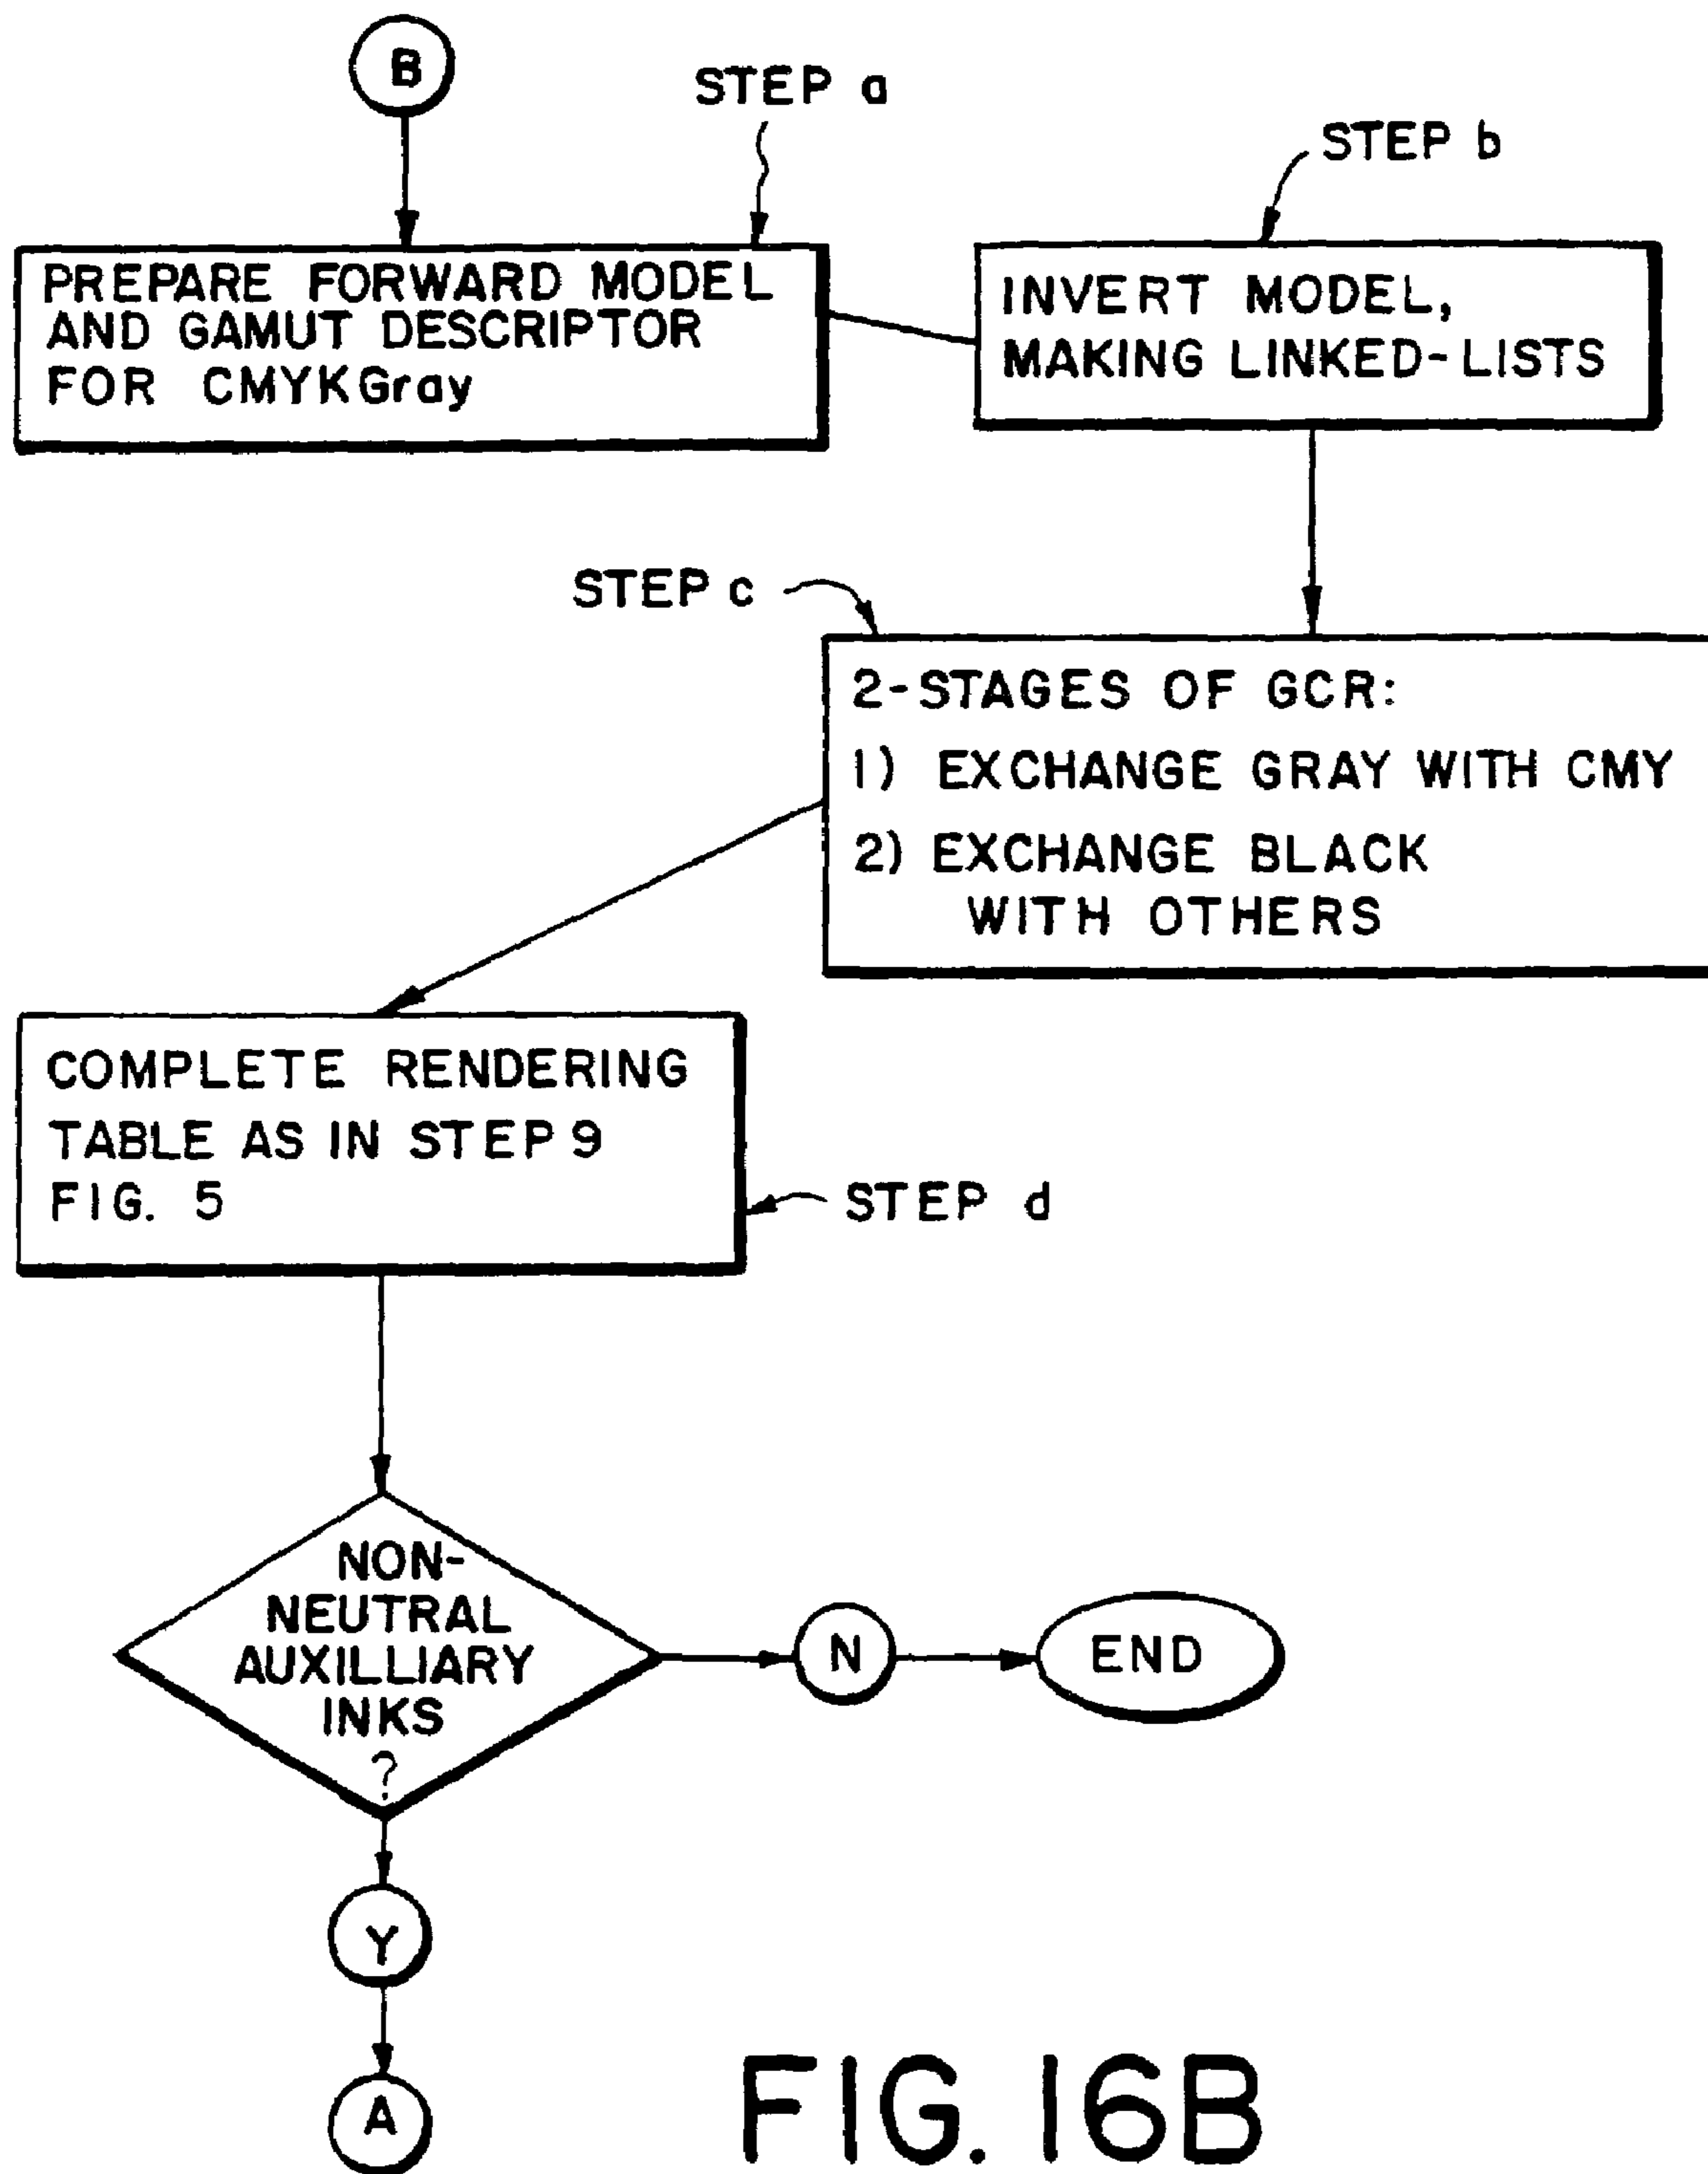 B
STEP a
STEP b
PREPARE FORWARD MODEL
AND GAMUT DESCRIPTOR
FOR CMYKGray
INVERT MODEL,
MAKING LINKED-LISTS
STEP c
2-STAGES OF GCR:
1) EXCHANGE GRAY WITH CMY
2) EXCHANGE BLACK
WITH OTHERS
COMPLETE RENDERING
TABLE AS IN STEP 9
FIG. 5
STEP d
NON-
NEUTRAL
AUXILLIARY
INKS
?
N
END
Y
A
FIG. 16B